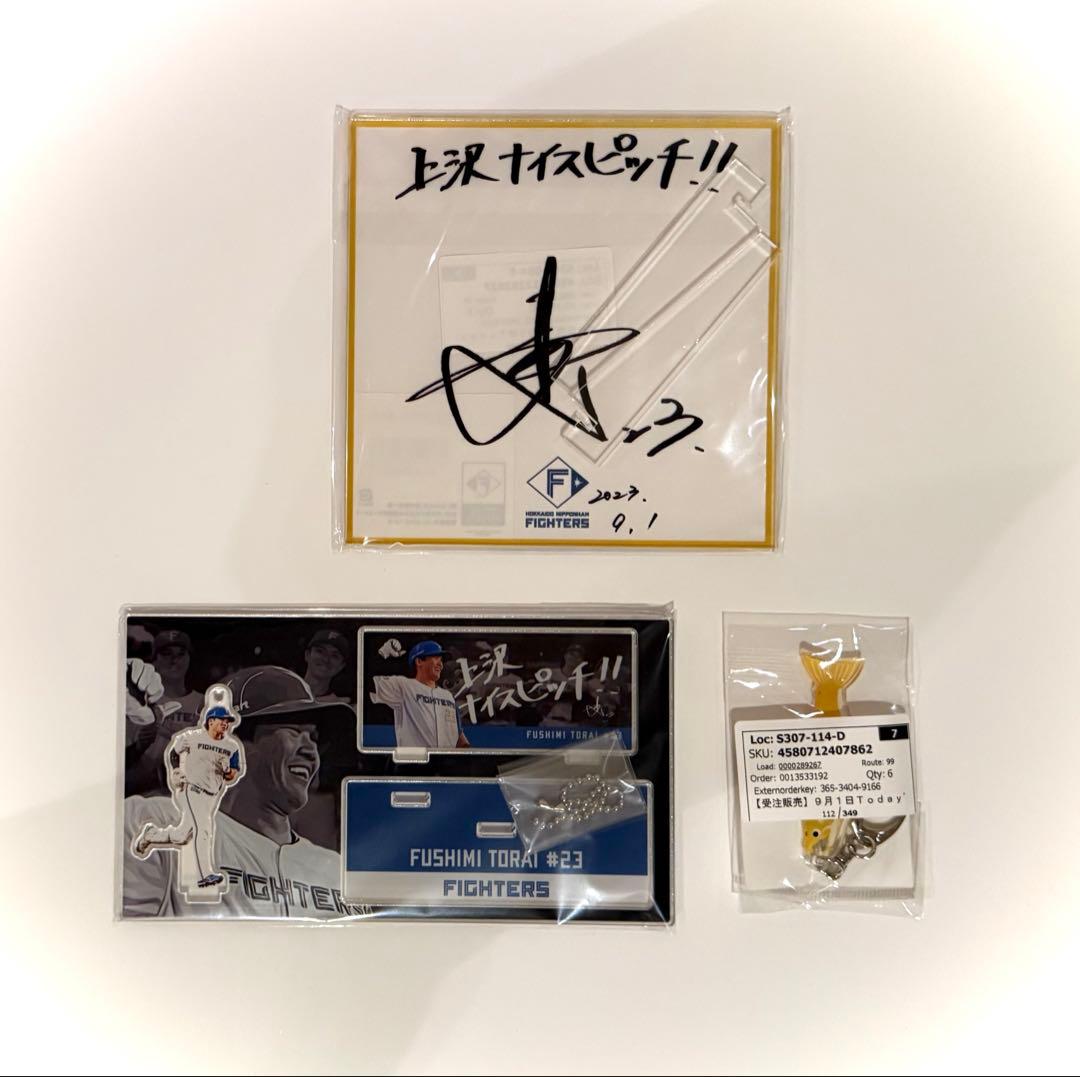 上沢 ナイスピッチ!!
23.
F
HOKKAIDO NIPPONHAM
FIGHTERS
2023.
9.1
上沢
ナイスピッチ!!
FIGHTERS
FUSHIMI TORAI #23
FIGHTERS
FUSHIMI TORAI #23
FIGHTERS
FIGHTERS
Loc: S307-114-D
7
SKU: 4580712407862
Load: 0000289267
Route: 99
Order: 0013533192
Qty: 6
Externorderkey: 365-3404-9166
【受注販売】9月1日Today'
112 / 349